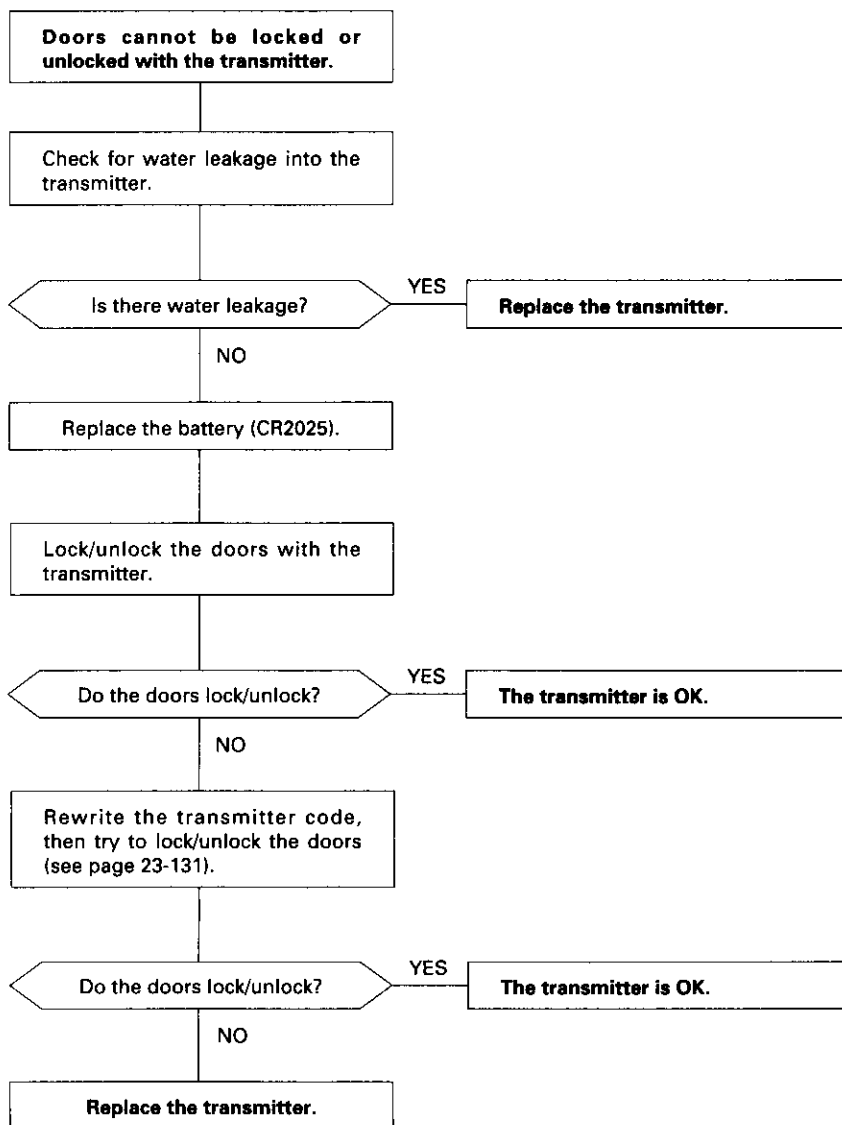 Doors cannot be locked or
unlocked with the transmitter.
Check for water leakage into the
transmitter.
Is there water leakage?
YES
Replace the transmitter.
NO
Replace the battery (CR2025).
Lock/unlock the doors with the
transmitter.
Do the doors lock/unlock?
YES
The transmitter is OK.
NO
Rewrite the transmitter code,
then try to lock/unlock the doors
(see page 23-131).
Do the doors lock/unlock?
YES
The transmitter is OK.
NO
Replace the transmitter.